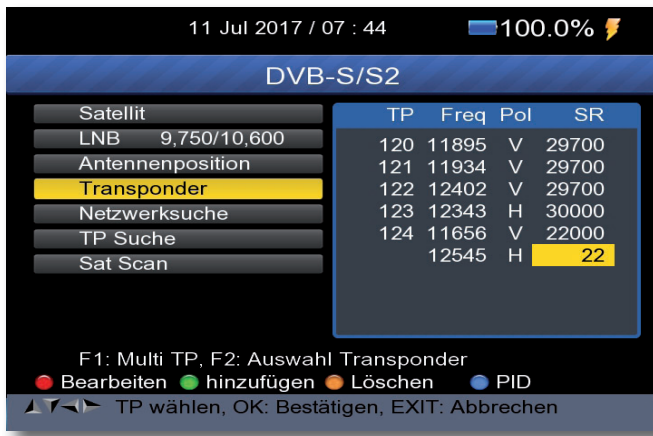 11 Jul 2017 / 07 : 44 100.0%
DVB-S/S2
Satellit
LNB 9,750/10,600
Antennenposition
Transponder
Netzwerksuche
TP Suche
Sat Scan
TP Freq Pol SR
120 11895 V 29700
121 11934 V 29700
122 12402 V 29700
123 12343 H 30000
124 11656 V 22000
12545 H 22
F1: Multi TP, F2: Auswahl Transponder
Bearbeiten hinzufügen Löschen PID
TP wählen, OK: Bestätigen, EXIT: Abbrechen